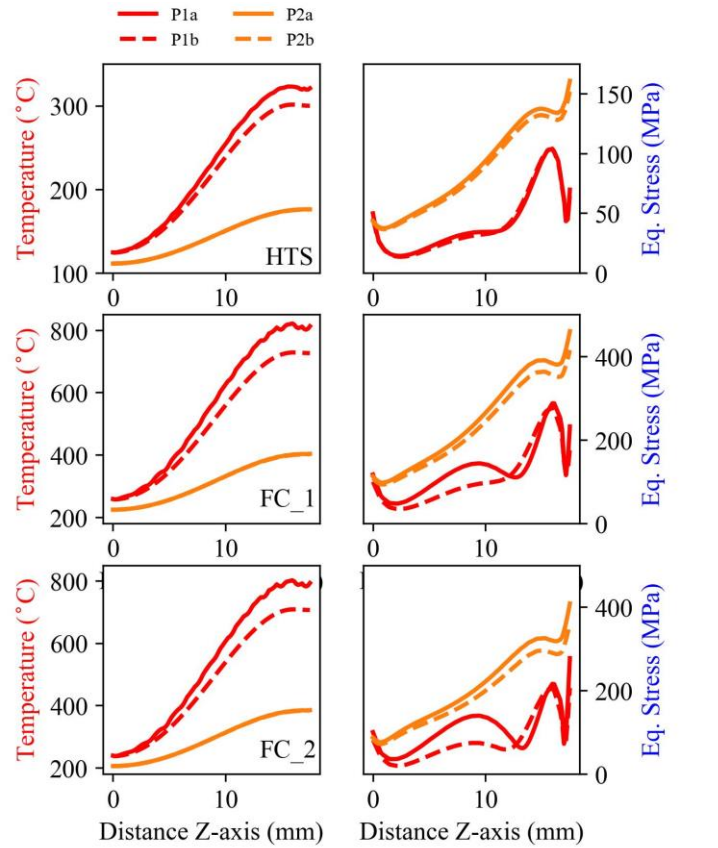 P1a P2a
P1b P2b
Temperature (°C)
300
200
100
0 10
HTS
150
100
50
0
0 10
Eq. Stress (MPa)
Temperature (°C)
800
600
400
200
0 10
FC_1
400
200
0
0 10
Eq. Stress (MPa)
Temperature (°C)
800
600
400
200
0 10
FC_2
Distance Z-axis (mm)
400
200
0
0 10
Eq. Stress (MPa)
Distance Z-axis (mm)